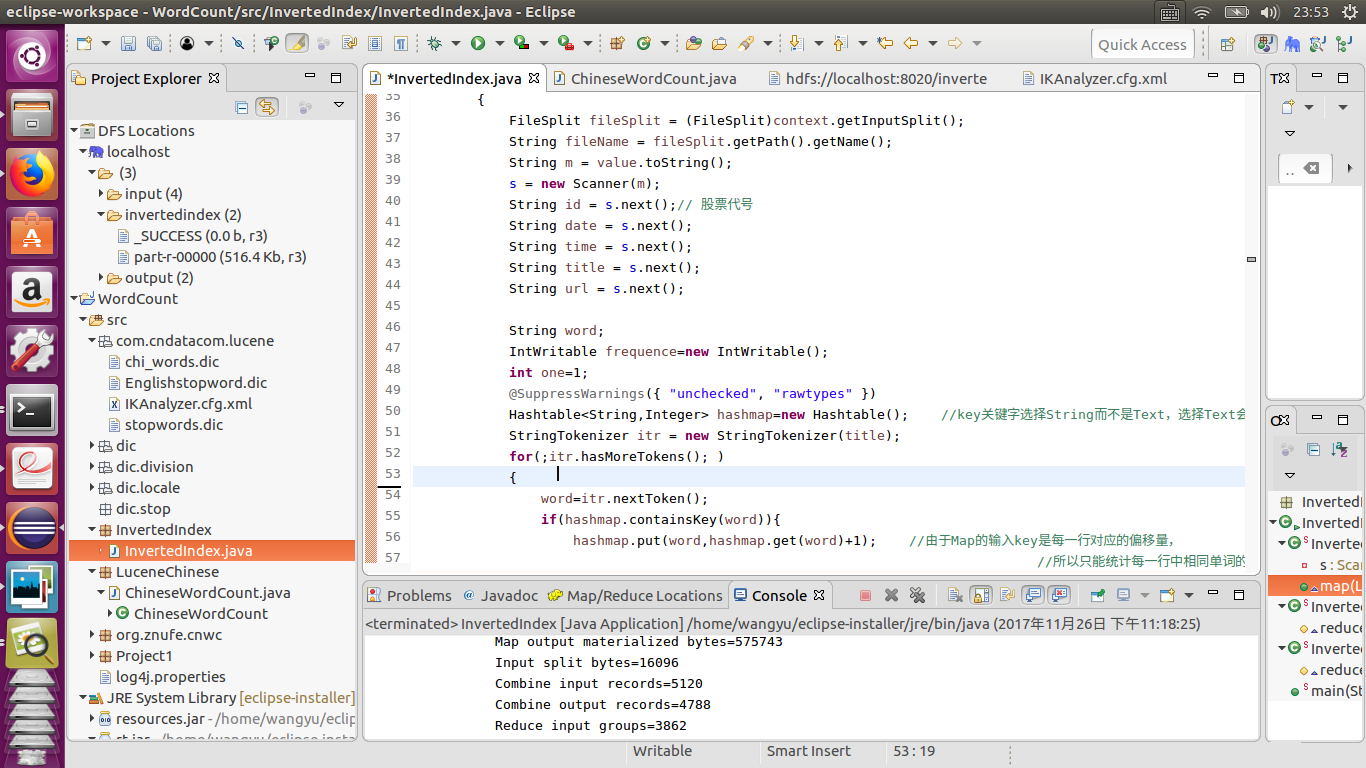 eclipse-workspace - WordCount/src/InvertedIndex/InvertedIndex.java - Eclipse
23:53
Quick Access
Project Explorer
DFS Locations
localhost
(3)
input (4)
invertedindex (2)
_SUCCESS (0.0 b, r3)
part-r-00000 (516.4 Kb, r3)
output (2)
WordCount
src
com.cndatacom.lucene
chi_words.dic
Englishstopword.dic
IKAnalyzer.cfg.xml
stopwords.dic
dic
dic.division
dic.locale
dic.stop
InvertedIndex
InvertedIndex.java
LuceneChinese
ChineseWordCount.java
ChineseWordCount
org.znufe.cnwc
Project1
log4j.properties
JRE System Library [eclipse-installer]
resources.jar - /home/wangyu/eclip
*InvertedIndex.java
ChineseWordCount.java
hdfs://localhost:8020/inverte
IKAnalyzer.cfg.xml
35 {
36 FileSplit fileSplit = (FileSplit)context.getInputSplit();
37 String fileName = fileSplit.getPath().getName();
38 String m = value.toString();
39 s = new Scanner(m);
40 String id = s.next();// 股票代号
41 String date = s.next();
42 String time = s.next();
43 String title = s.next();
44 String url = s.next();
45
46 String word;
47 IntWritable frequence=new IntWritable();
48 int one=1;
49 @SuppressWarnings({ "unchecked", "rawtypes" })
50 Hashtable<String,Integer> hashmap=new Hashtable(); //key关键字选择String而不是Text，选择Text会
51 StringTokenizer itr = new StringTokenizer(title);
52 for(;itr.hasMoreTokens(); )
53 {
54 word=itr.nextToken();
55 if(hashmap.containsKey(word)){
56 hashmap.put(word,hashmap.get(word)+1); //由于Map的输入key是每一行对应的偏移量，
57 //所以只能统计每一行中相同单词的
Problems
@ Javadoc
Map/Reduce Locations
Console
<terminated> InvertedIndex [Java Application] /home/wangyu/eclipse-installer/jre/bin/java (2017年11月26日 下午11:18:25)
Map output materialized bytes=575743
Input split bytes=16096
Combine input records=5120
Combine output records=4788
Reduce input groups=3862
InvertedI
InvertedI
Inverte
s : Scar
map(L
Inverte
reduce
Inverte
reduce
main(St
Writable
Smart Insert
53 : 19